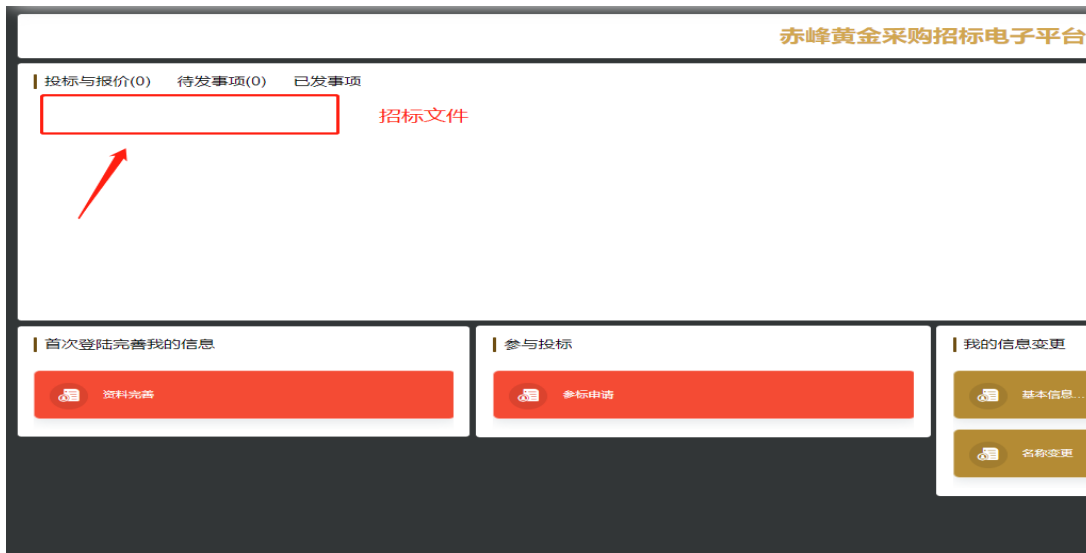 赤峰黄金采购招标电子平台
投标与报价(0) 待发事项(0) 已发事项
招标文件
首次登陆完善我的信息
资料完善
参与投标
参标申请
我的信息变更
基本信息...
名称变更